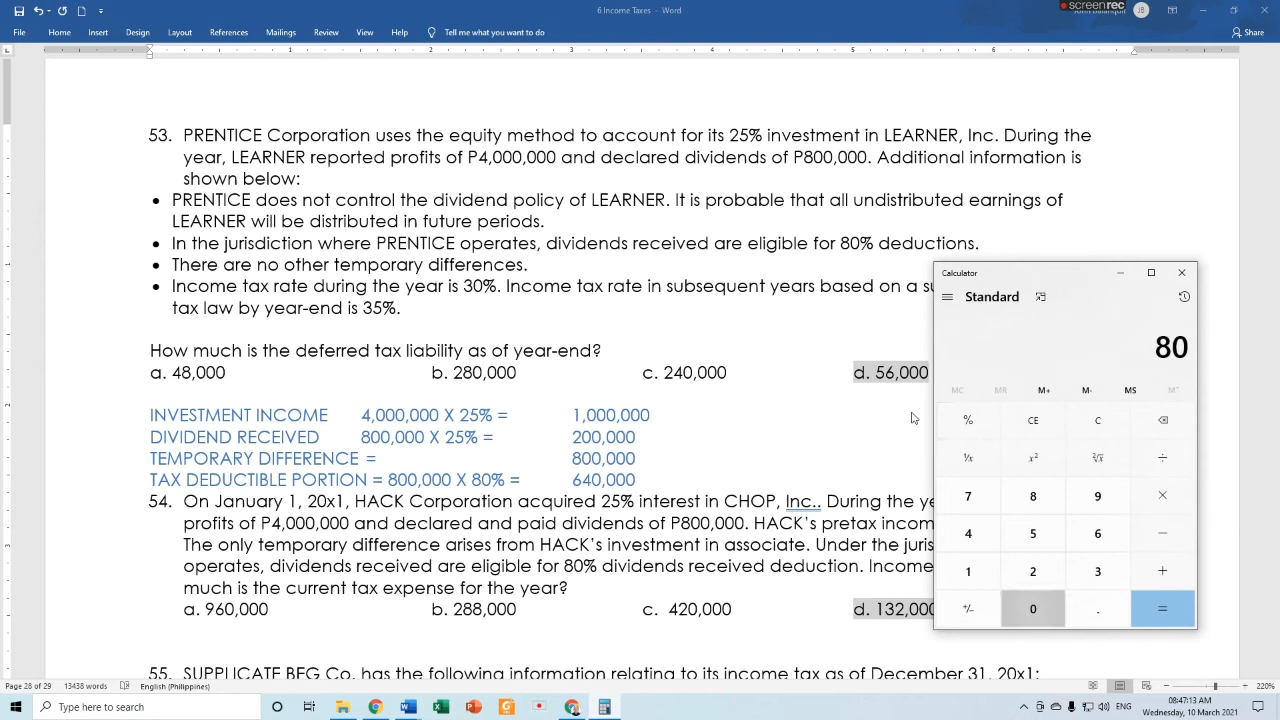 screenrec
6 Income Taxes - Word
JB
File Home Insert Design Layout References Mailings Review View Help Tell me what you want to do Share
53. PRENTICE Corporation uses the equity method to account for its 25% investment in LEARNER, Inc. During the
year, LEARNER reported profits of P4,000,000 and declared dividends of P800,000. Additional information is
shown below:
• PRENTICE does not control the dividend policy of LEARNER. It is probable that all undistributed earnings of
LEARNER will be distributed in future periods.
• In the jurisdiction where PRENTICE operates, dividends received are eligible for 80% deductions.
• There are no other temporary differences.
• Income tax rate during the year is 30%. Income tax rate in subsequent years based on a su
tax law by year-end is 35%.
How much is the deferred tax liability as of year-end?
a. 48,000 b. 280,000 c. 240,000 d. 56,000
INVESTMENT INCOME 4,000,000 X 25% = 1,000,000
DIVIDEND RECEIVED 800,000 X 25% = 200,000
TEMPORARY DIFFERENCE = 800,000
TAX DEDUCTIBLE PORTION = 800,000 X 80% = 640,000
54. On January 1, 20x1, HACK Corporation acquired 25% interest in CHOP, Inc.. During the ye
profits of P4,000,000 and declared and paid dividends of P800,000. HACK's pretax incom
The only temporary difference arises from HACK's investment in associate. Under the juris
operates, dividends received are eligible for 80% dividends received deduction. Income
much is the current tax expense for the year?
a. 960,000 b. 288,000 c. 420,000 d. 132,000
55. SUPPLICATE BEG Co. has the following information relating to its income tax as of December 31, 20x1:
Calculator
Standard
80
MC MR M+ M- MS
% CE C
¹/x x² ²√x ÷
7 8 9 ×
4 5 6 −
1 2 3 +
+/− 0 . =
Page 28 of 29 13438 words English (Philippines) 220%
Type here to search
ENG
08:47:13 AM
Wednesday, 10 March 2021